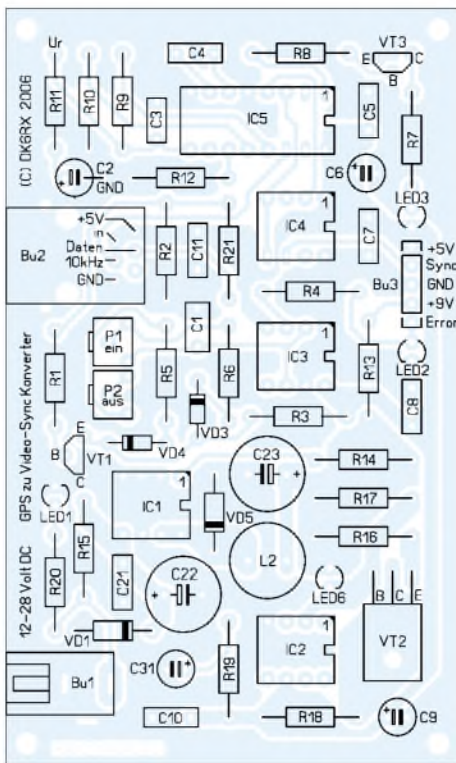 Ur
C4
R8
VT3
E
C
B
R11
R10
R9
C3
1
IC5
C5
R7
(C) DK6RX 2006
+
C2
GND
R12
C6
+
LED3
1
IC4
C7
+5V
in
Daten
10kHz
GND
Bu2
R2
C11
R21
+5V
Sync
GND
+9V
Error
Bu3
R4
C1
1
IC3
R1
P1
ein
P2
aus
R5
R6
VD3
R13
LED2
C8
R3
GPS zu Video-Sync Konverter
E
B
C
VT1
VD4
C23
+
R14
1
IC1
VD5
R17
LED1
R15
R16
L2
12-28 Volt DC
R20
C21
C22
+
LED6
B
C
E
VD1
1
IC2
VT2
Bu1
C31
+
R19
C10
R18
+
C9